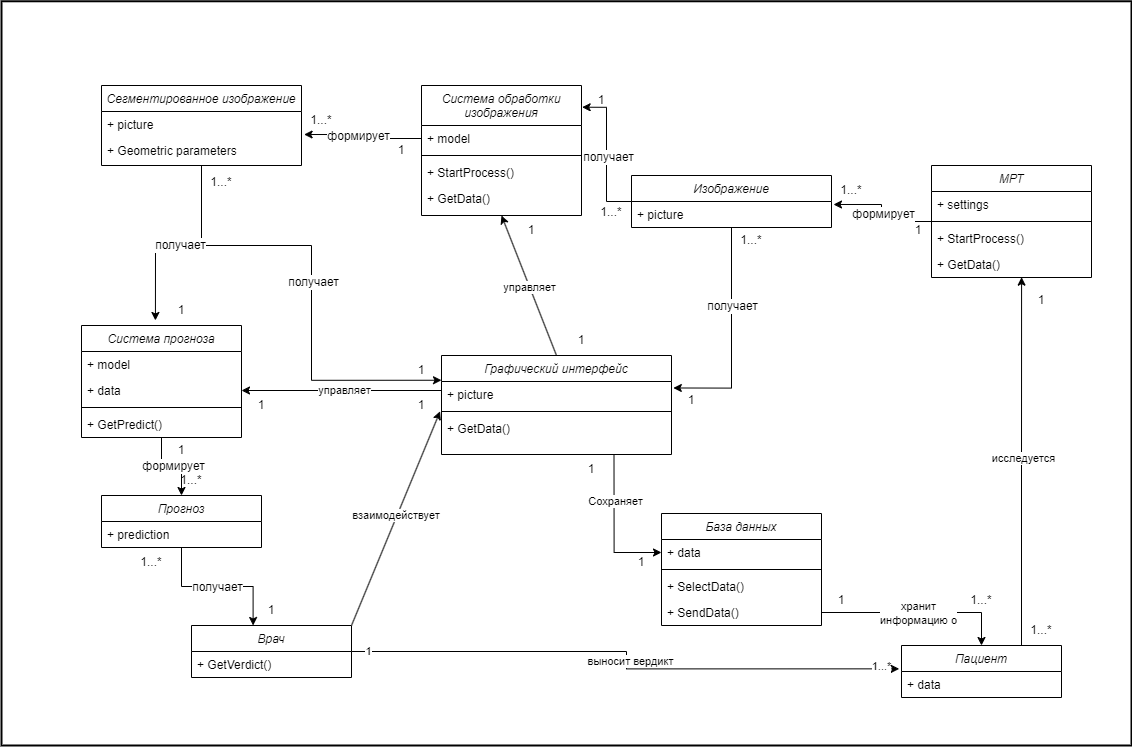 Сегментированное изображение
+ picture
+ Geometric parameters
1...*
формирует
1
Система обработки
изображения
+ model
+ StartProcess()
+ GetData()
1
получает
1...*
Изображение
+ picture
1...*
формирует
1
МРТ
+ settings
+ StartProcess()
+ GetData()
1...*
получает
получает
1
1
управляет
1
1...*
получает
1
1
Система прогноза
+ model
+ data
+ GetPredict()
1
управляет
1
1
Графический интерфейс
+ picture
+ GetData()
1
исследуется
1...*
1
формирует
1...*
Прогноз
+ prediction
1...*
получает
1
взаимодействует
1
Сохраняет
1
База данных
+ data
+ SelectData()
+ SendData()
1
хранит
информацию о
1...*
Врач
+ GetVerdict()
1
выносит вердикт
1...*
Пациент
+ data